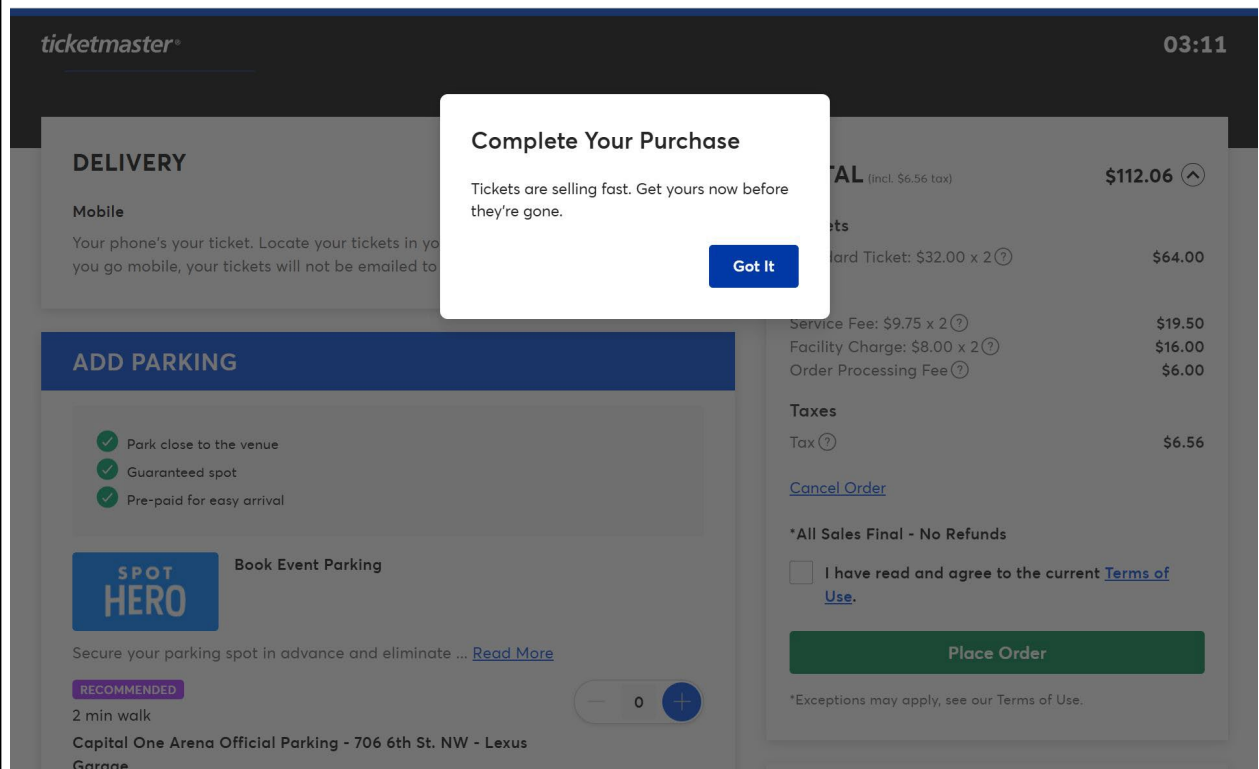 ticketmaster®
03:11
Complete Your Purchase
Tickets are selling fast. Get yours now before
they're gone.
Got It
DELIVERY
Mobile
Your phone's your ticket. Locate your tickets in
you go mobile, your tickets will not be emailed to
ADD PARKING
Park close to the venue
Guaranteed spot
Pre-paid for easy arrival
SPOT
HERO
Book Event Parking
Secure your parking spot in advance and eliminate ... Read More
RECOMMENDED
2 min walk
0
Capital One Arena Official Parking - 706 6th St. NW - Lexus
Garage
(incl. $6.56 tax)
$112.06
Ticket: $32.00 x 2
$64.00
Service Fee: $9.75 x 2
$19.50
Facility Charge: $8.00 x 2
$16.00
Order Processing Fee
$6.00
Taxes
Tax
$6.56
Cancel Order
*All Sales Final - No Refunds
I have read and agree to the current Terms of
Use.
Place Order
*Exceptions may apply, see our Terms of Use.